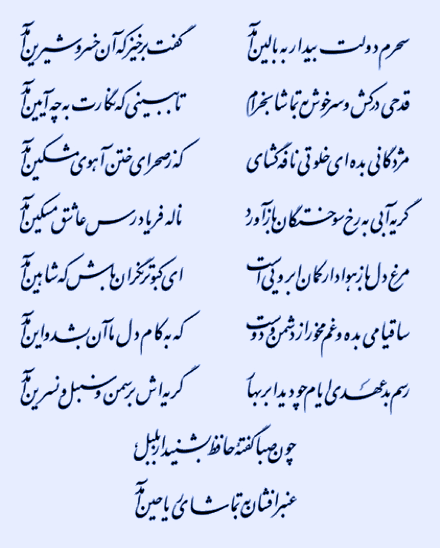 سحرم دولت بیدار به بالین آمد گفت برخیز که آن خسرو شیرین آمد
قدحی درکش و سرخوش به تماشا بخرام تا ببینی که نگارت به چه آیین آمد
مژدگانی بده ای خلوتی نافه گشای که ز صحرای ختن آهوی مشکین آمد
گریه آبی به رخ سوختگان بازآورد ناله فریادرس عاشق مسکین آمد
مرغ دل باز هوادار کمان ابرویی است ای کبوتر نگران باش که شاهین آمد
ساقیا می بده و غم مخور از دشمن و دوست که به کام دل ما آن بشد و این آمد
رسم بدعهدی ایام چو دید ابر بهار گریه‌اش بر سمن و سنبل و نسرین آمد
چون صبا گفته حافظ بشنید از بلبل
عنبرافشان به تماشای ریاحین آمد